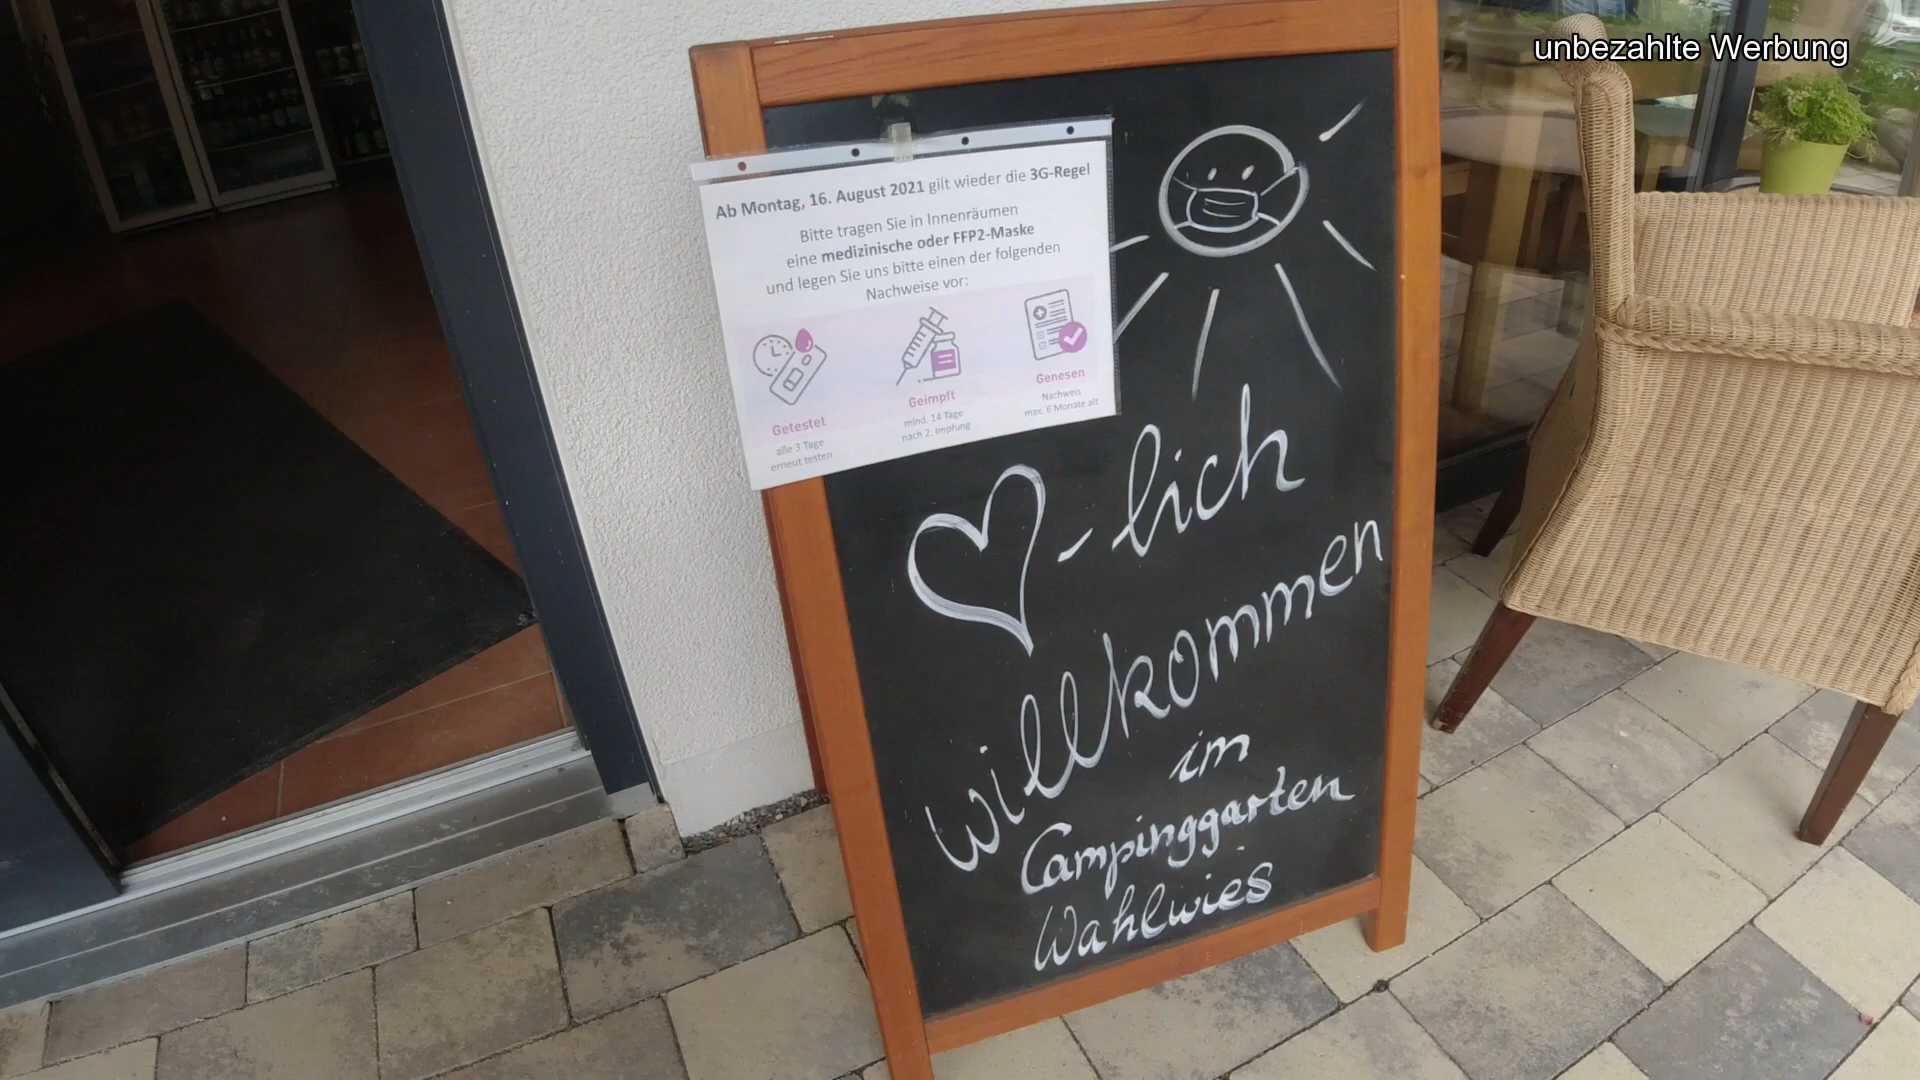 unbezahlte Werbung
Ab Montag, 16. August 2021 gilt wieder die 3G-Regel
Bitte tragen Sie in Innenräumen
eine medizinische oder FFP2-Maske
und legen Sie uns bitte einen der folgenden
Nachweise vor:
Getestet
alle 3 Tage
erneut testen
Geimpft
mind. 14 Tage
nach 2. Impfung
Genesen
Nachweis
max. 6 Monate alt
-lich
willkommen
im
Campinggarten
Wahlwies